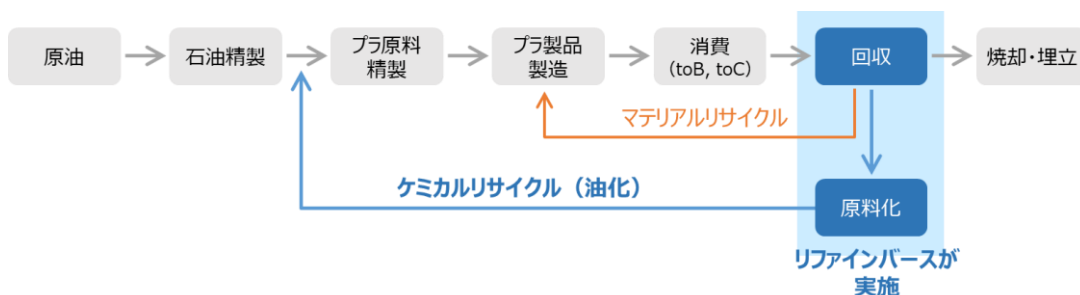 原油
石油精製
プラ原料
精製
プラ製品
製造
消費
(toB, toC)
回収
焼却・埋立
マテリアルリサイクル
ケミカルリサイクル（油化）
原料化
リファインバースが
実施